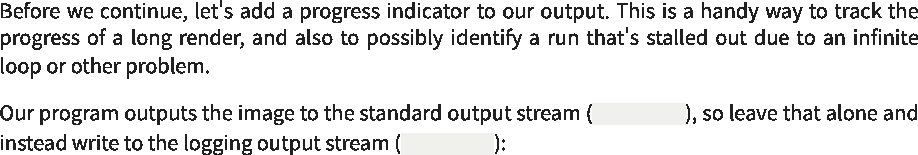 Before we continue, let's add a progress indicator to our output. This is a handy way to track the
progress of a long render, and also to possibly identify a run that's stalled out due to an infinite
loop or other problem.
Our program outputs the image to the standard output stream ( ), so leave that alone and
instead write to the logging output stream ( ):